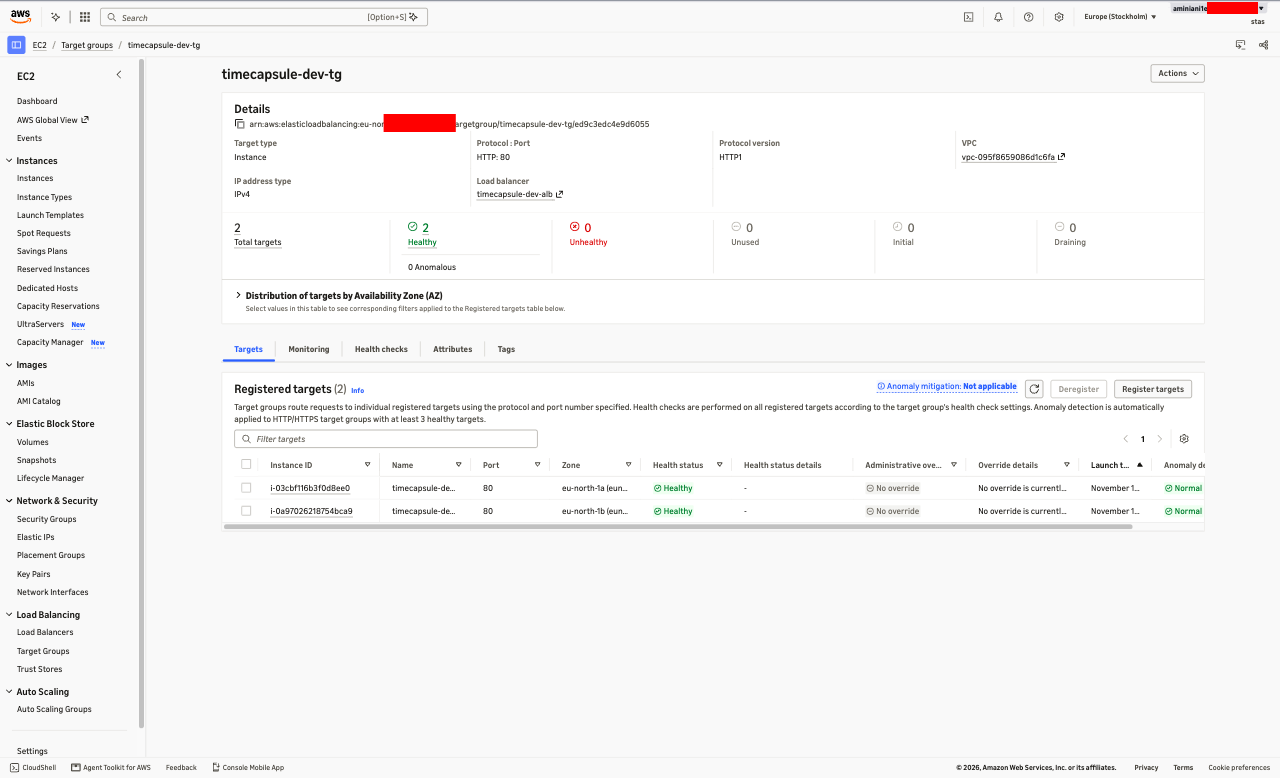 aws
Search [Option+S]
Europe (Stockholm)
aminiani1e
stas
EC2 / Target groups / timecapsule-dev-tg
EC2
Dashboard
AWS Global View
Events
Instances
Instances
Instance Types
Launch Templates
Spot Requests
Savings Plans
Reserved Instances
Dedicated Hosts
Capacity Reservations
UltraServers New
Capacity Manager New
Images
AMIs
AMI Catalog
Elastic Block Store
Volumes
Snapshots
Lifecycle Manager
Network & Security
Security Groups
Elastic IPs
Placement Groups
Key Pairs
Network Interfaces
Load Balancing
Load Balancers
Target Groups
Trust Stores
Auto Scaling
Auto Scaling Groups
Settings
timecapsule-dev-tg
Actions
Details
arn:aws:elasticloadbalancing:eu-nor argetgroup/timecapsule-dev-tg/ed9c3edc4e9d6055
Target type
Instance
Protocol : Port
HTTP: 80
Protocol version
HTTP1
VPC
vpc-095f8659086d1c6fa
IP address type
IPv4
Load balancer
timecapsule-dev-alb
2
Total targets
2
Healthy
0 Anomalous
0
Unhealthy
0
Unused
0
Initial
0
Draining
Distribution of targets by Availability Zone (AZ)
Select values in this table to see corresponding filters applied to the Registered targets table below.
Targets Monitoring Health checks Attributes Tags
Registered targets (2) Info
Anomaly mitigation: Not applicable
Deregister
Register targets
Target groups route requests to individual registered targets using the protocol and port number specified. Health checks are performed on all registered targets according to the target group's health check settings. Anomaly detection is automatically
applied to HTTP/HTTPS target groups with at least 3 healthy targets.
Filter targets
1
Instance ID Name Port Zone Health status Health status details Administrative ove... Override details Launch t... Anomaly de
i-03cbf116b3f0d8ee0 timecapsule-de... 80 eu-north-1a (eun... Healthy - No override No override is currentl... November 1... Normal
i-0a97026218754bca9 timecapsule-de... 80 eu-north-1b (eun... Healthy - No override No override is currentl... November 1... Normal
CloudShell Agent Toolkit for AWS Feedback Console Mobile App
© 2026, Amazon Web Services, Inc. or its affiliates. Privacy Terms Cookie preferences